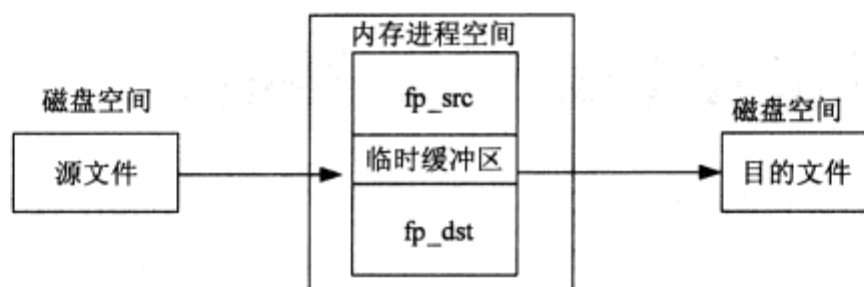 内存进程空间
磁盘空间
fp_src
磁盘空间
源文件
临时缓冲区
目的文件
fp_dst